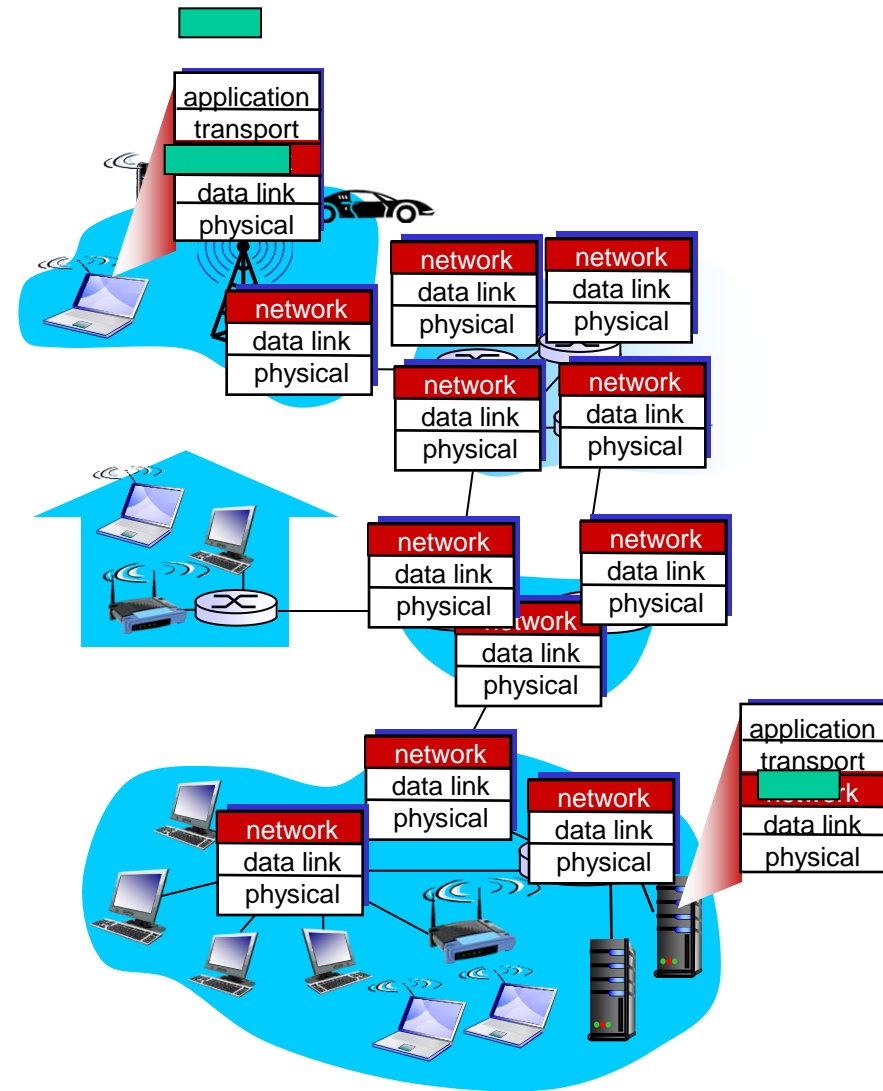 application
transport
data link
physical
network
data link
physical
network
data link
physical
network
data link
physical
network
data link
physical
network
data link
physical
network
data link
physical
network
data link
physical
network
data link
physical
application
transport
network
data link
physical
network
data link
physical
network
data link
physical
network
data link
physical